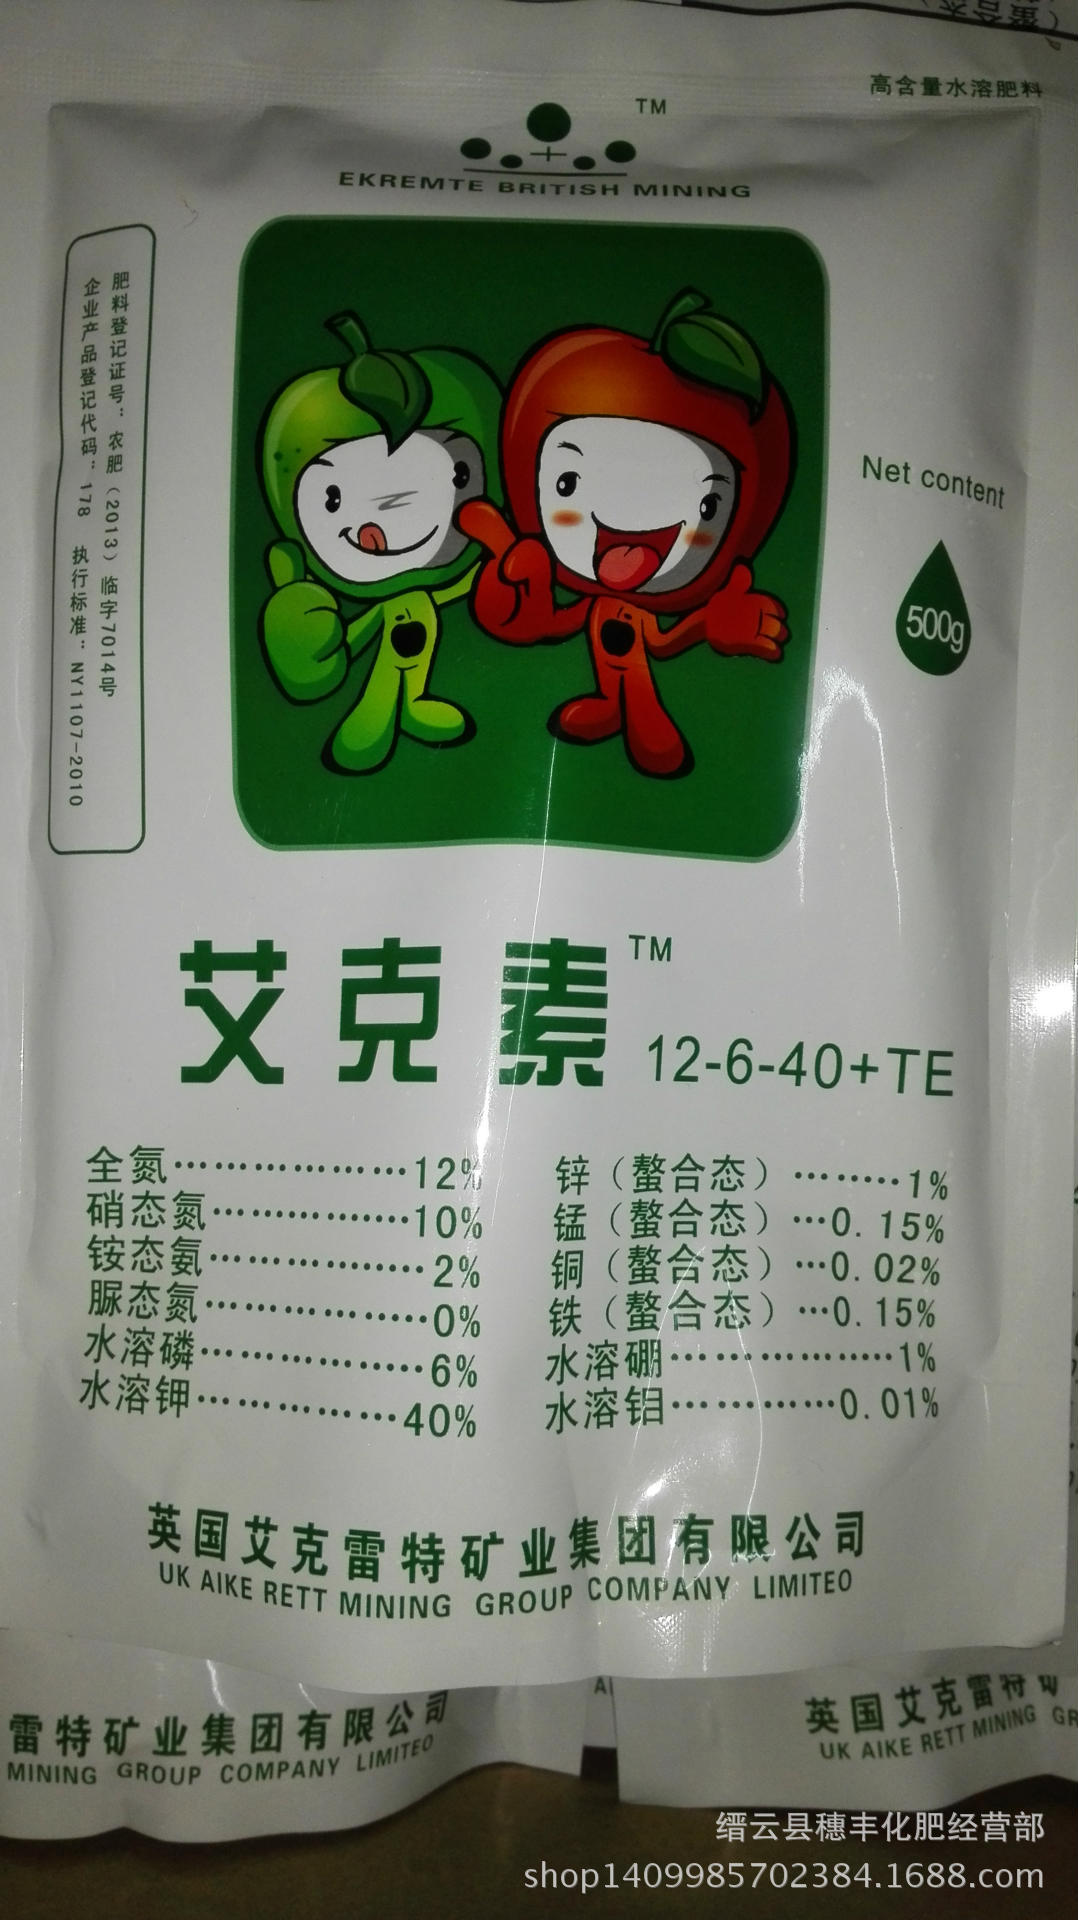 高含量水溶肥料
TM
EKREMTE BRITISH MINING
肥料登记证号：农肥（2013）临字7014号
企业产品登记代码：178 执行标准：NY1107-2010
Net content
500g
艾克素TM
12-6-40+TE
全氮………………12%
硝态氮……………10%
铵态氨……………2%
脲态氮……………0%
水溶磷……………6%
水溶钾……………40%
锌（螯合态）………1%
锰（螯合态）…0.15%
铜（螯合态）…0.02%
铁（螯合态）…0.15%
水溶硼………………1%
水溶钼…………0.01%
英国艾克雷特矿业集团有限公司
UK AIKE RETT MINING GROUP COMPANY LIMITEO
雷特矿业集团有限公司
MINING GROUP COMPANY LIMITEO
英国艾克雷特矿
UK AIKE RETT MINING GR
缙云县穗丰化肥经营部
shop1409985702384.1688.com